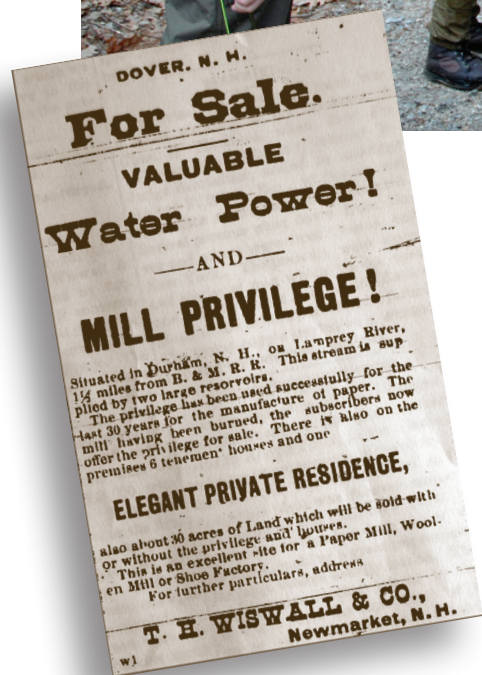 DOVER, N. H.
For Sale.
VALUABLE
Water Power!
AND
MILL PRIVILEGE!
Situated in Durham, N. H., on Lamprey River,
1½ miles from B. & M. R. R. This stream is sup-
plied by two large reservoirs.
The privilege has been used successfully for the
last 30 years for the manufacture of paper. The
mill having been burned, the subscribers now
offer the privilege for sale. There is also on the
premises 6 tenement houses and one
ELEGANT PRIVATE RESIDENCE,
also about 30 acres of Land which will be sold with
or without the privilege and houses.
This is an excellent site for a Paper Mill, Wool-
en Mill or Shoe Factory.
For further particulars, address
T. H. WISWALL & CO.,
Newmarket, N. H.
w1